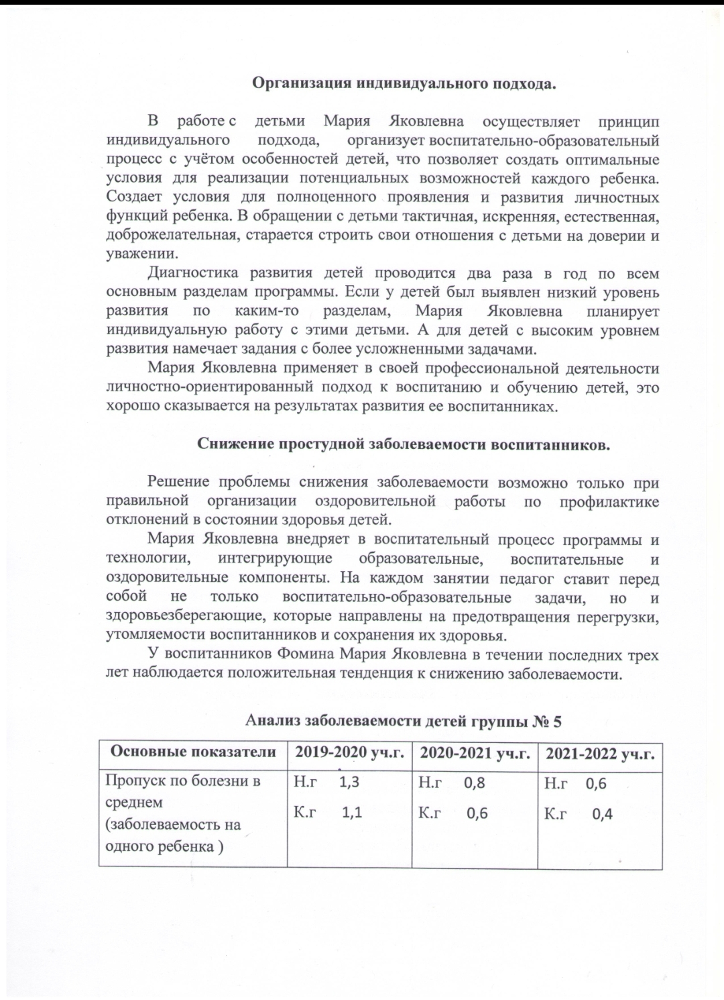 Организация индивидуального подхода.
В работе с детьми Мария Яковлевна осуществляет принцип
индивидуального подхода, организует воспитательно-образовательный
процесс с учётом особенностей детей, что позволяет создать оптимальные
условия для реализации потенциальных возможностей каждого ребенка.
Создает условия для полноценного проявления и развития личностных
функций ребенка. В обращении с детьми тактичная, искренняя, естественная,
доброжелательная, старается строить свои отношения с детьми на доверии и
уважении.
Диагностика развития детей проводится два раза в год по всем
основным разделам программы. Если у детей был выявлен низкий уровень
развития по каким-то разделам, Мария Яковлевна планирует
индивидуальную работу с этими детьми. А для детей с высоким уровнем
развития намечает задания с более усложненными задачами.
Мария Яковлевна применяет в своей профессиональной деятельности
личностно-ориентированный подход к воспитанию и обучению детей, это
хорошо сказывается на результатах развития ее воспитанниках.
Снижение простудной заболеваемости воспитанников.
Решение проблемы снижения заболеваемости возможно только при
правильной организации оздоровительной работы по профилактике
отклонений в состоянии здоровья детей.
Мария Яковлевна внедряет в воспитательный процесс программы и
технологии, интегрирующие образовательные, воспитательные и
оздоровительные компоненты. На каждом занятии педагог ставит перед
собой не только воспитательно-образовательные задачи, но и
здоровьезберегающие, которые направлены на предотвращения перегрузки,
утомляемости воспитанников и сохранения их здоровья.
У воспитанников Фомина Мария Яковлевна в течении последних трех
лет наблюдается положительная тенденция к снижению заболеваемости.
Анализ заболеваемости детей группы № 5
Основные показатели 2019-2020 уч.г. 2020-2021 уч.г. 2021-2022 уч.г.
Пропуск по болезни в Н.г 1,3 Н.г 0,8 Н.г 0,6
среднем К.г 1,1 К.г 0,6 К.г 0,4
(заболеваемость на
одного ребенка )